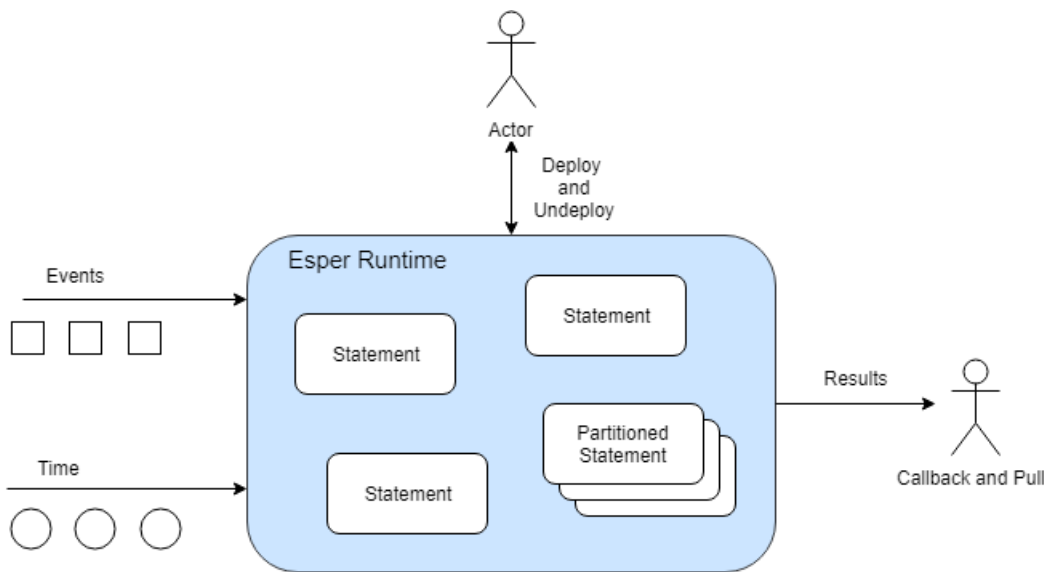 Actor
Deploy
and
Undeploy
Esper Runtime
Events
Statement
Statement
Results
Partitioned
Statement
Time
Statement
Callback and Pull